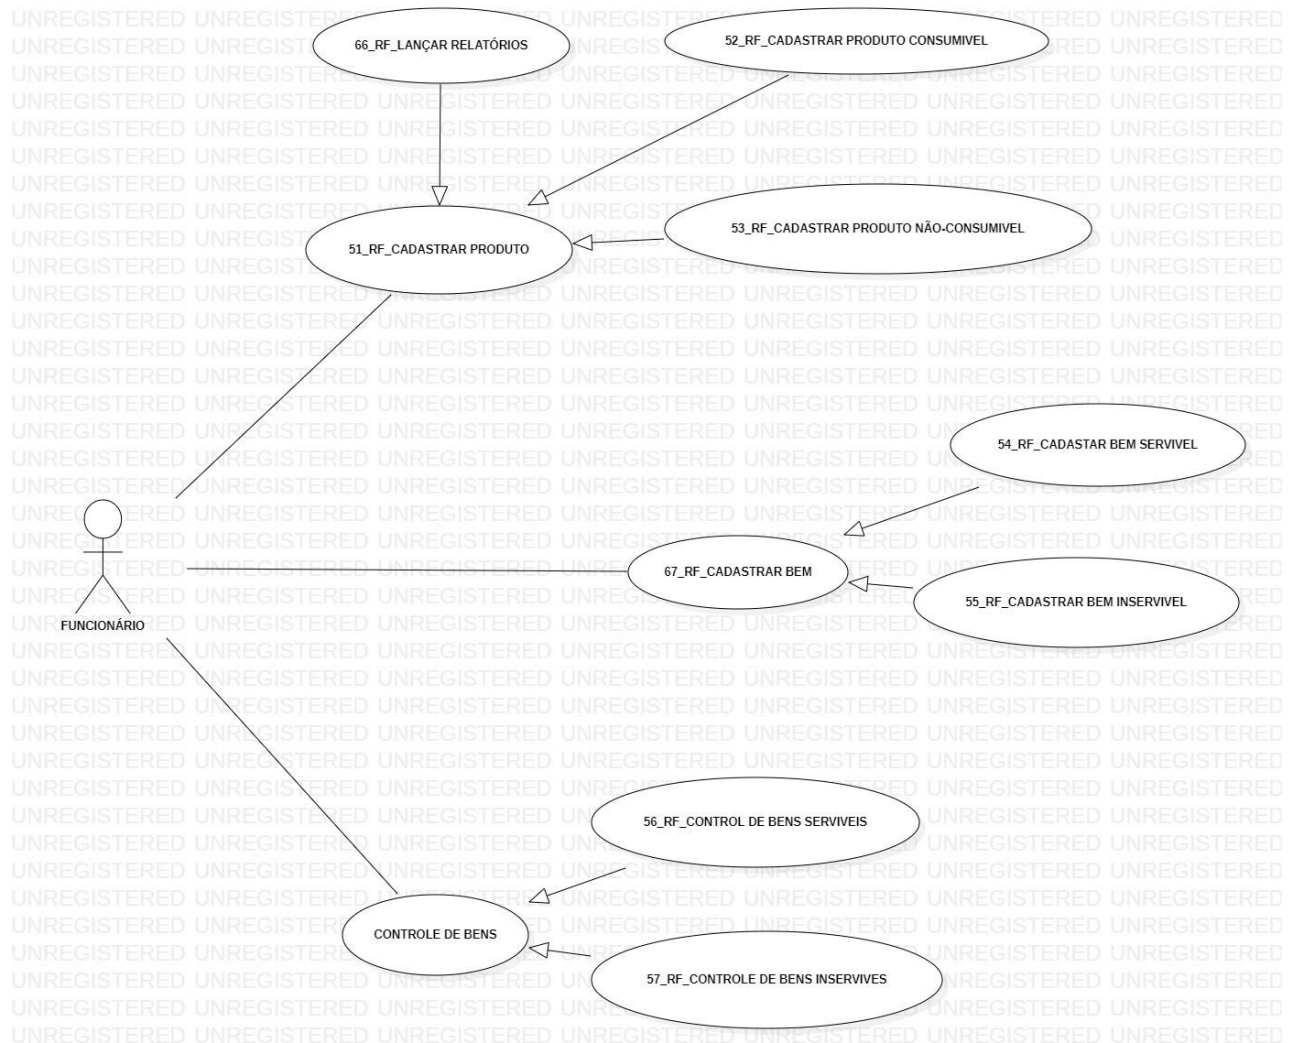 66_RF_LANÇAR RELATÓRIOS
52_RF_CADASTRAR PRODUTO CONSUMIVEL
53_RF_CADASTRAR PRODUTO NÃO-CONSUMIVEL
51_RF_CADASTRAR PRODUTO
54_RF_CADASTAR BEM SERVIVEL
67_RF_CADASTRAR BEM
55_RF_CADASTRAR BEM INSERVIVEL
FUNCIONÁRIO
56_RF_CONTROL DE BENS SERVIVEIS
CONTROLE DE BENS
57_RF_CONTROLE DE BENS INSERVIVES
UNREGISTERED